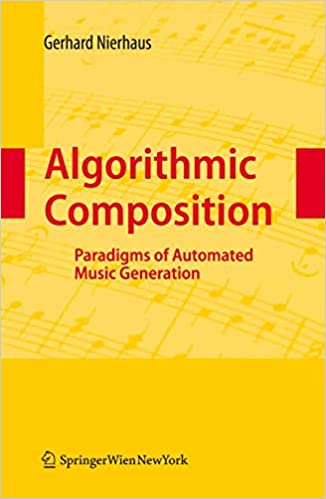 Gerhard Nierhaus
Algorithmic
Composition
Paradigms of Automated
Music Generation
SpringerWienNewYork